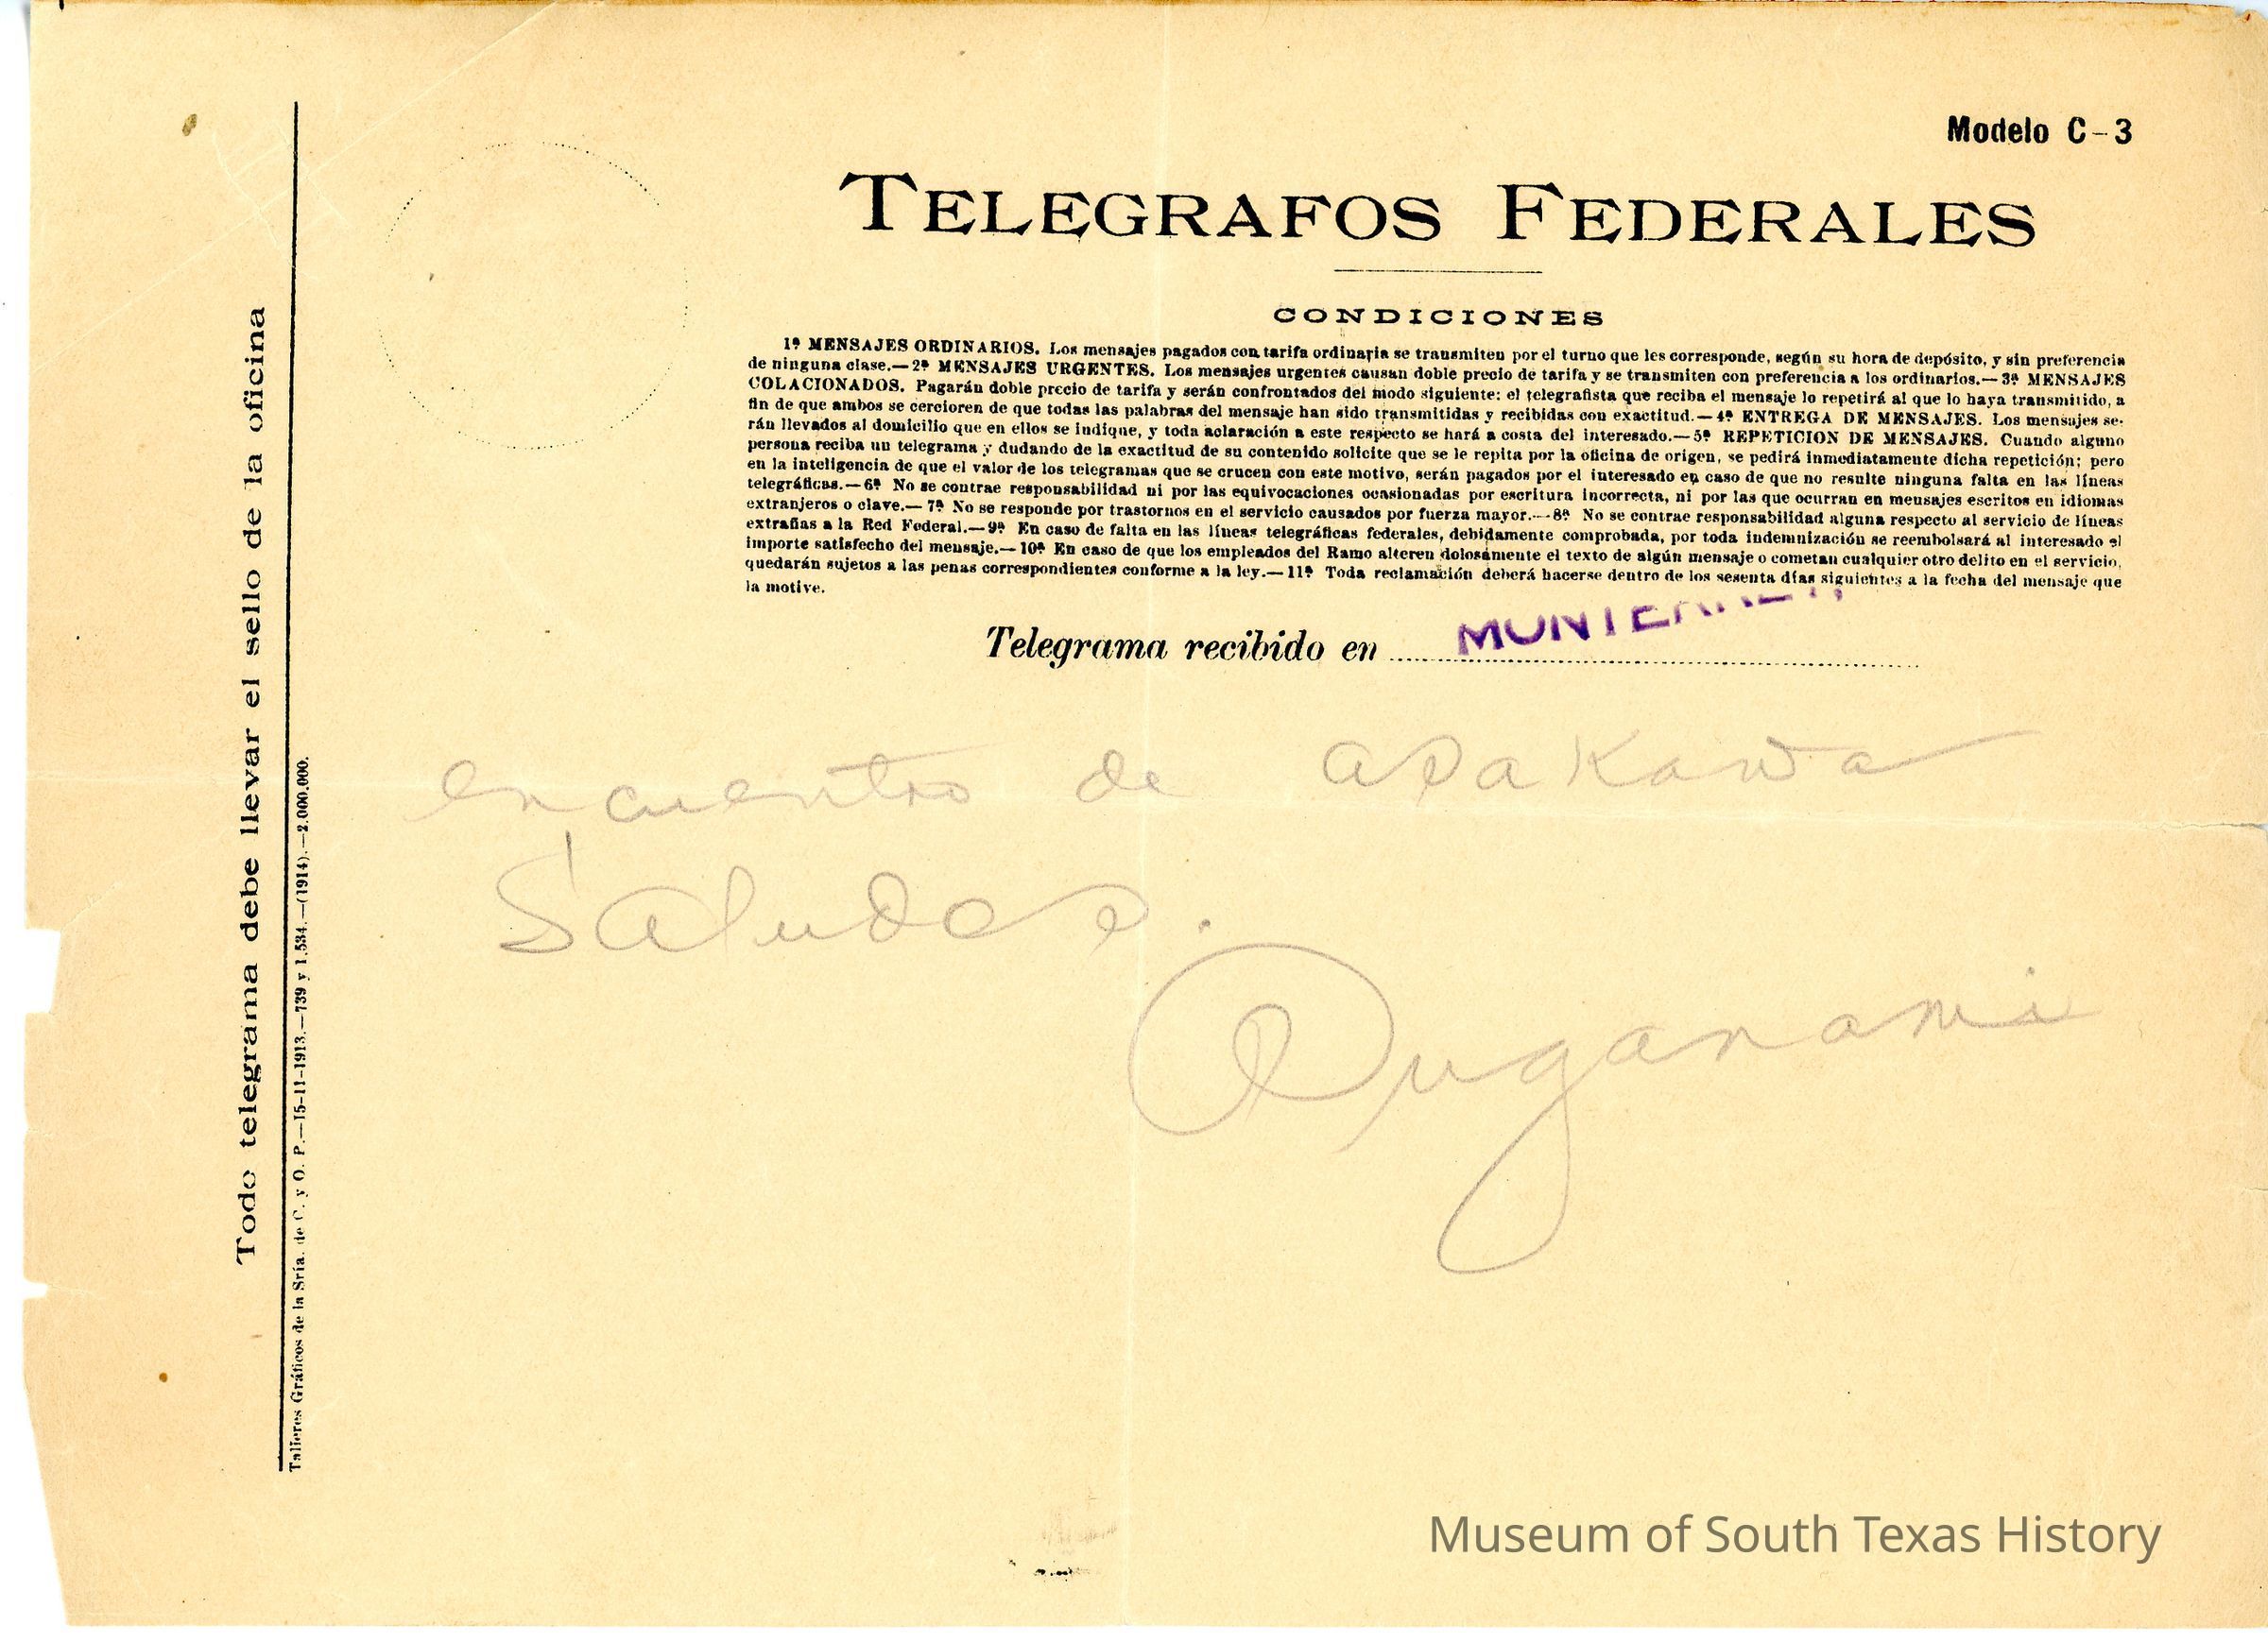 Modelo C-3
TELEGRAFOS FEDERALES
CONDICIONES
1ª MENSAJES ORDINARIOS. Los mensajes pagados con tarifa ordinaria se transmiten por el turno que les corresponde, según su hora de depósito, y sin preferencia
de ninguna clase.—2ª MENSAJES URGENTES. Los mensajes urgentes causan doble precio de tarifa y se transmiten con preferencia a los ordinarios.—3ª MENSAJES
COLACIONADOS. Pagarán doble precio de tarifa y serán confrontados del modo siguiente: el telegrafista que reciba el mensaje lo repetirá al que lo haya transmitido, a
fin de que ambos se cercioren de que todas las palabras del mensaje han sido transmitidas y recibidas con exactitud.—4ª ENTREGA DE MENSAJES. Los mensajes se-
rán llevados al domicilio que en ellos se indique, y toda aclaración a este respecto se hará a costa del interesado.—5ª REPETICION DE MENSAJES. Cuando alguno
persona reciba un telegrama y dudando de la exactitud de su contenido solicite que se le repita por la oficina de origen, se pedirá inmediatamente dicha repetición; pero
en la inteligencia de que el valor de los telegramas que se crucen con este motivo, serán pagados por el interesado en caso de que no resulte ninguna falta en las líneas
telegráficas.—6ª No se contrae responsabilidad ni por las equivocaciones ocasionadas por escritura incorrecta, ni por las que ocurran en mensajes escritos en idiomas
extranjeros o clave.—7ª No se responde por trastornos en el servicio causados por fuerza mayor.—8ª No se contrae responsabilidad alguna respecto al servicio de líneas
extrañas a la Red Federal.—9ª En caso de falta en las líneas telegráficas federales, debidamente comprobada, por toda indemnización se reembolsará al interesado el
importe satisfecho del mensaje.—10ª En caso de que los empleados del Ramo alteren dolosamente el texto de algún mensaje o cometan cualquier otro delito en el servicio,
quedarán sujetos a las penas correspondientes conforme a la ley.—11ª Toda reclamación deberá hacerse dentro de los sesenta días siguientes a la fecha del mensaje que
la motive.
Telegrama recibido en MONTERREY.
encuentro de asakawa
Saludos.
Todo telegrama debe llevar el sello de la oficina
Talleres Gráficos de la Sría. de C. y O. P.—15-11-1913.—739 y 1.534.—(1914).—2.000.000.
Museum of South Texas History